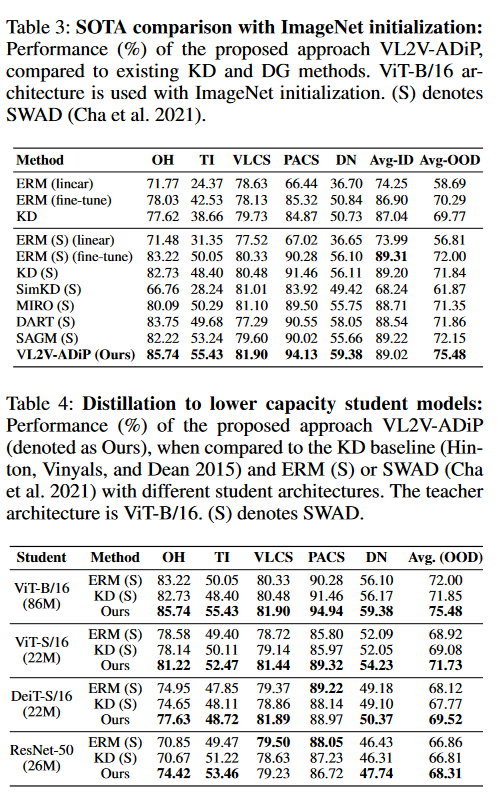 Table 3: SOTA comparison with ImageNet initialization:
Performance (%) of the proposed approach VL2V-ADiP,
compared to existing KD and DG methods. ViT-B/16 ar-
chitecture is used with ImageNet initialization. (S) denotes
SWAD (Cha et al. 2021).
Method OH TI VLCS PACS DN Avg-ID Avg-OOD
ERM (linear) 71.77 24.37 78.63 66.44 36.70 74.25 58.69
ERM (fine-tune) 78.03 42.53 78.13 85.32 50.84 86.90 70.29
KD 77.62 38.66 79.73 84.87 50.73 87.04 69.77
ERM (S) (linear) 71.48 31.35 77.52 67.02 36.65 73.99 56.81
ERM (S) (fine-tune) 83.22 50.05 80.33 90.28 56.10 89.31 72.00
KD (S) 82.73 48.40 80.48 91.46 56.11 89.20 71.84
SimKD (S) 66.76 28.24 81.01 83.92 49.42 68.24 61.87
MIRO (S) 80.09 50.29 81.10 89.50 55.75 88.71 71.35
DART (S) 83.75 49.68 77.29 90.55 58.05 88.54 71.86
SAGM (S) 82.22 53.24 79.60 90.02 55.66 89.22 72.15
VL2V-ADiP (Ours) 85.74 55.43 81.90 94.13 59.38 89.02 75.48
Table 4: Distillation to lower capacity student models:
Performance (%) of the proposed approach VL2V-ADiP
(denoted as Ours), when compared to the KD baseline (Hin-
ton, Vinyals, and Dean 2015) and ERM (S) or SWAD (Cha
et al. 2021) with different student architectures. The teacher
architecture is ViT-B/16. (S) denotes SWAD.
Student Method OH TI VLCS PACS DN Avg. (OOD)
ViT-B/16 ERM (S) 83.22 50.05 80.33 90.28 56.10 72.00
(86M) KD (S) 82.73 48.40 80.48 91.46 56.17 71.85
Ours 85.74 55.43 81.90 94.94 59.38 75.48
ViT-S/16 ERM (S) 78.58 49.40 78.72 85.80 52.09 68.92
(22M) KD (S) 78.14 50.11 79.14 85.97 52.05 69.08
Ours 81.22 52.47 81.44 89.32 54.23 71.73
DeiT-S/16 ERM (S) 74.95 47.85 79.37 89.22 49.18 68.12
(22M) KD (S) 74.65 48.11 78.86 88.14 49.10 67.77
Ours 77.63 48.72 81.89 88.97 50.37 69.52
ResNet-50 ERM (S) 70.85 49.47 79.50 88.05 46.43 66.86
(26M) KD (S) 70.67 51.22 78.63 87.23 46.31 66.81
Ours 74.42 53.46 79.23 86.72 47.74 68.31